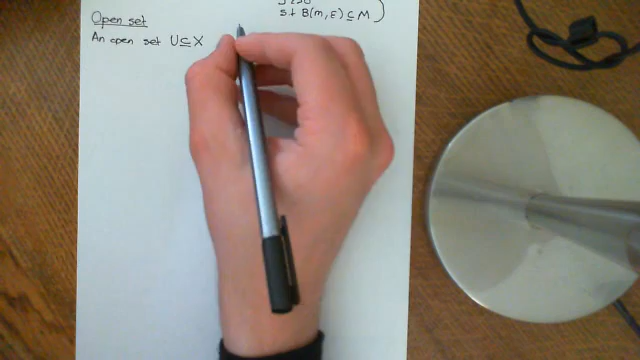 s.t B(m,ε) ⊆ M )
Open set
An open set U⊆X